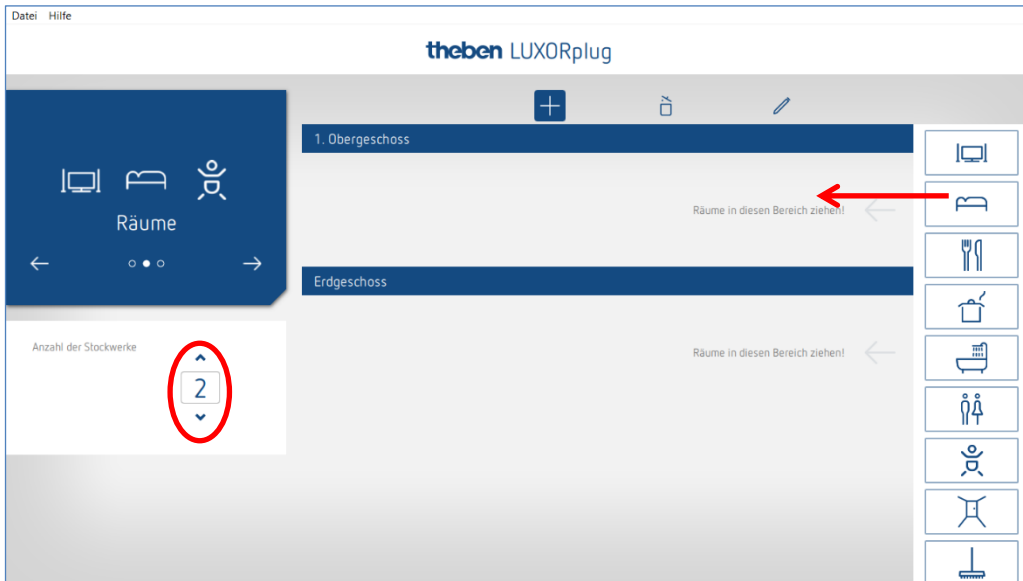 Datei Hilfe
theben LUXORplug
1. Obergeschoss
Räume in diesen Bereich ziehen!
Räume
Erdgeschoss
Anzahl der Stockwerke
2
Räume in diesen Bereich ziehen!